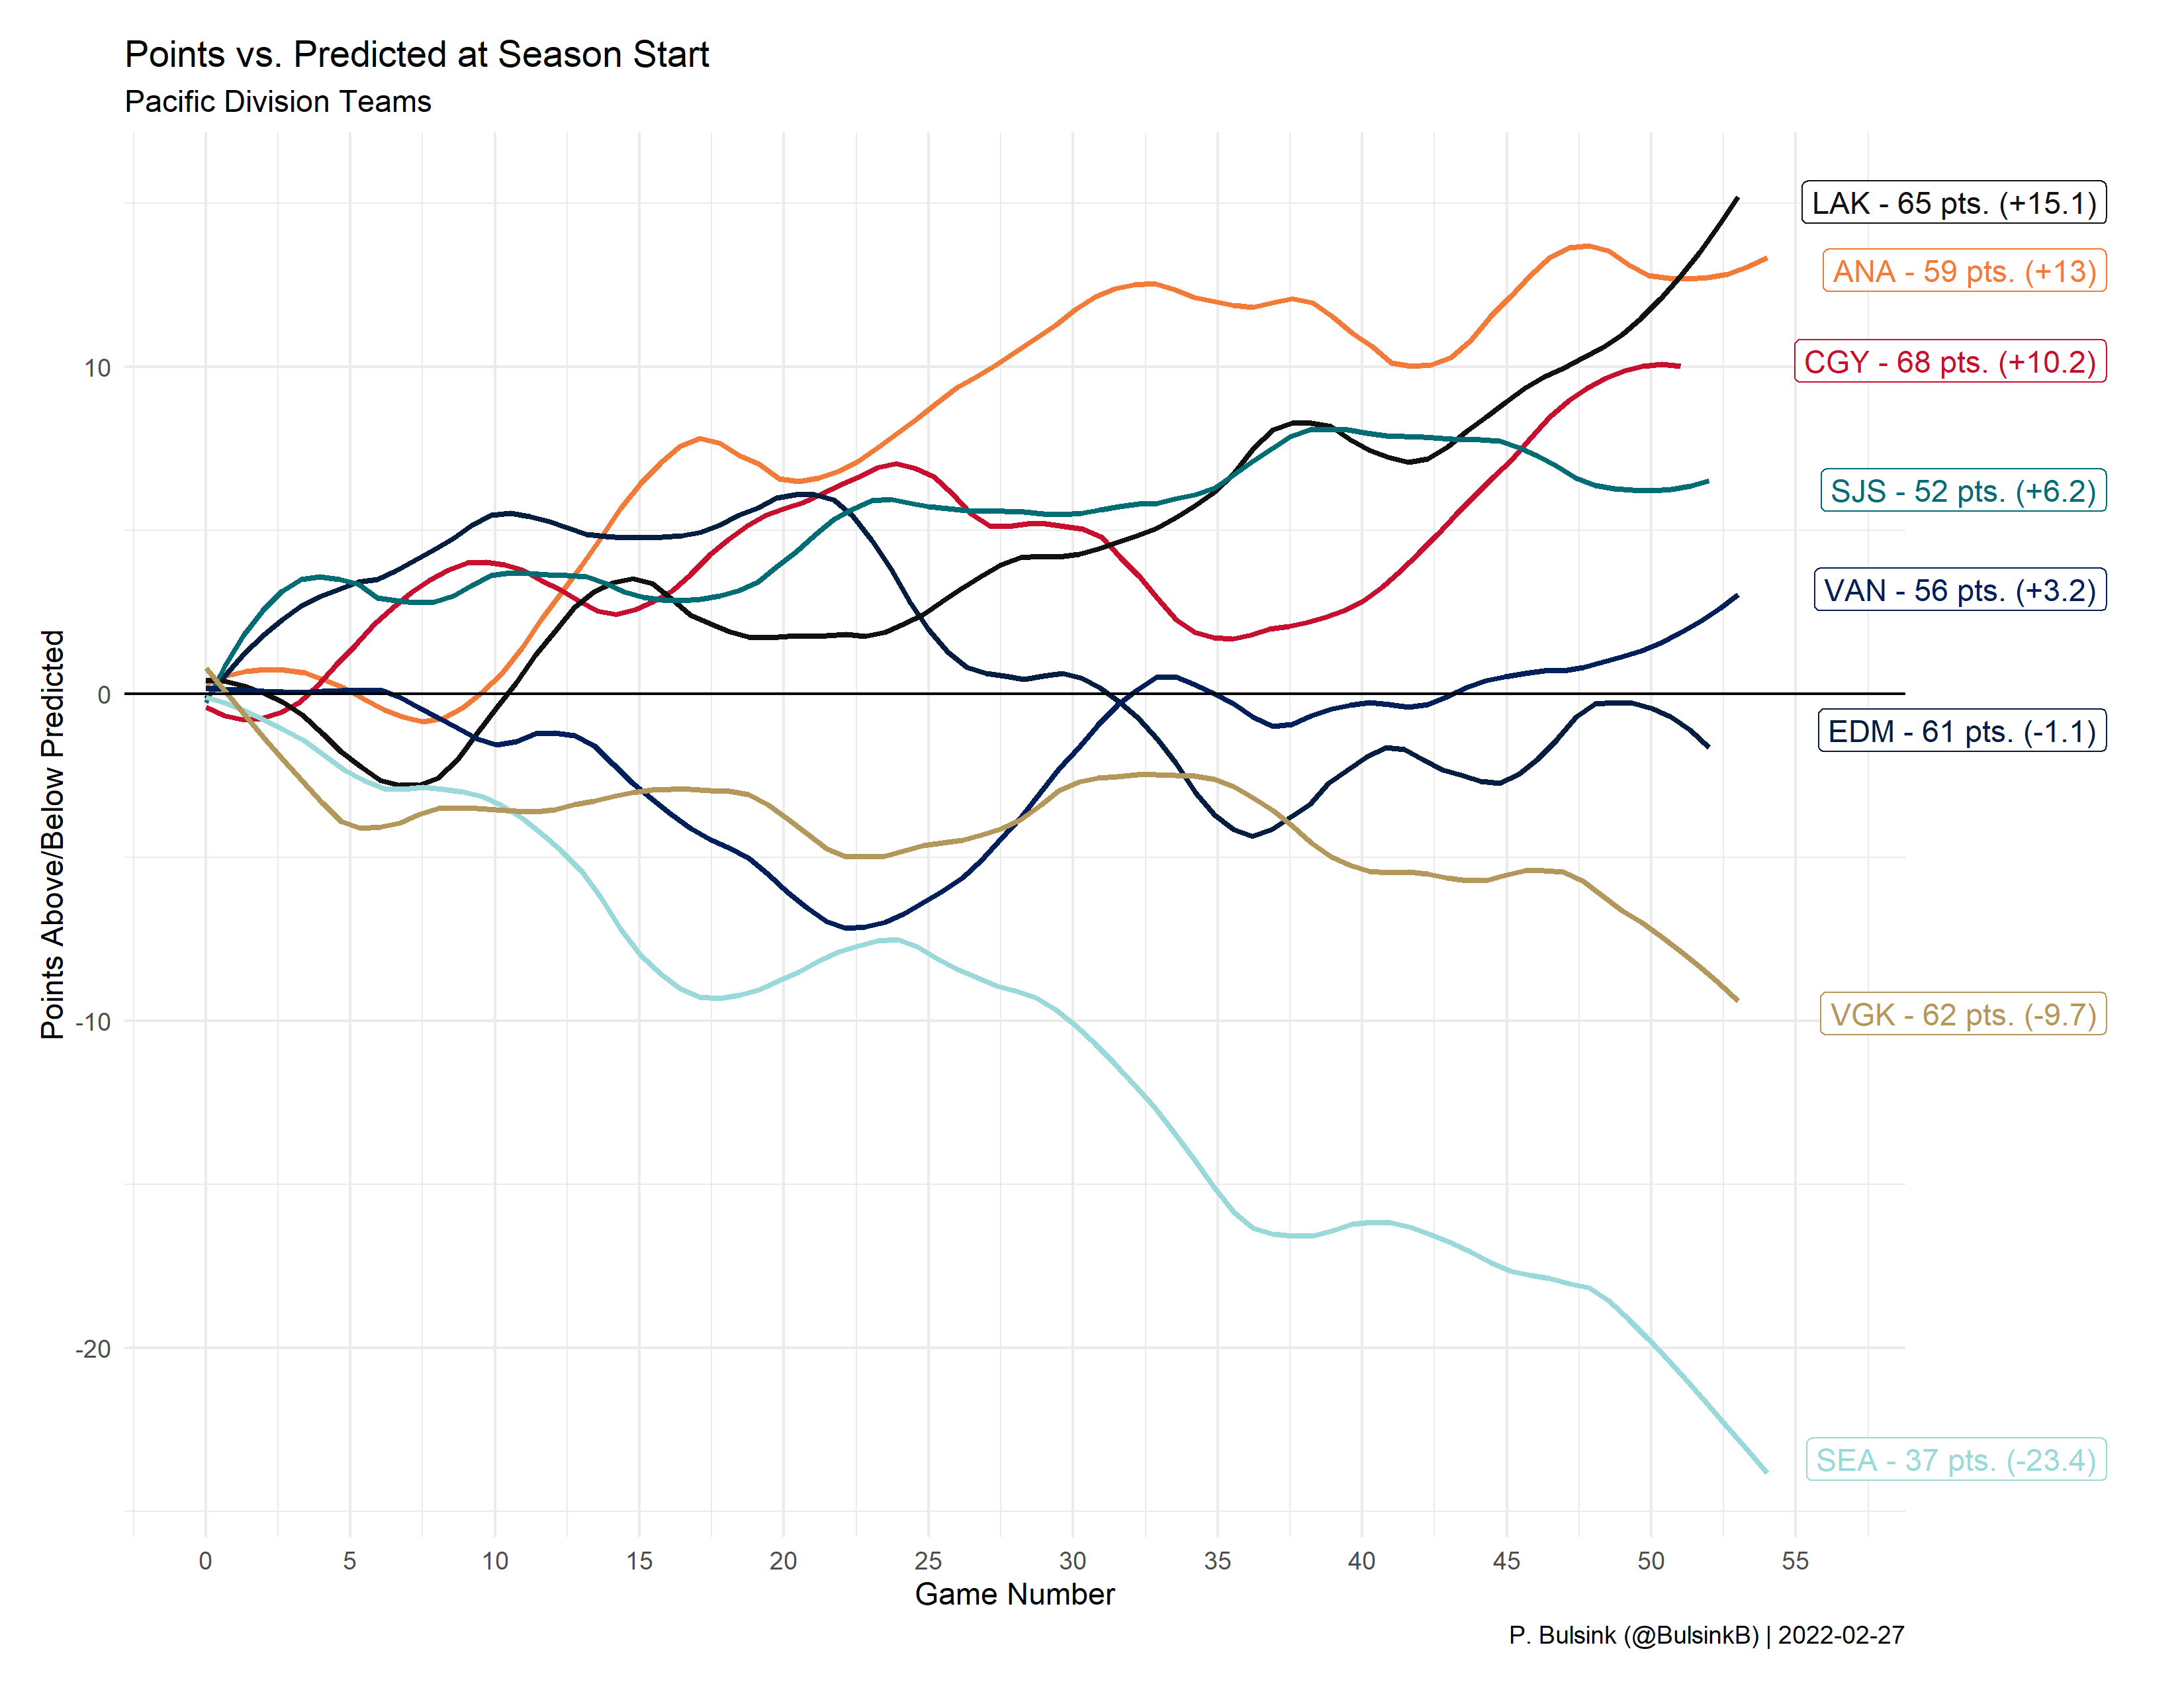 Points vs. Predicted at Season Start
Pacific Division Teams
Points Above/Below Predicted
10
0
-10
-20
LAK - 65 pts. (+15.1)
ANA - 59 pts. (+13)
CGY - 68 pts. (+10.2)
SJS - 52 pts. (+6.2)
VAN - 56 pts. (+3.2)
EDM - 61 pts. (-1.1)
VGK - 62 pts. (-9.7)
SEA - 37 pts. (-23.4)
0 5 10 15 20 25 30 35 40 45 50 55
Game Number
P. Bulsink (@BulsinkB) | 2022-02-27